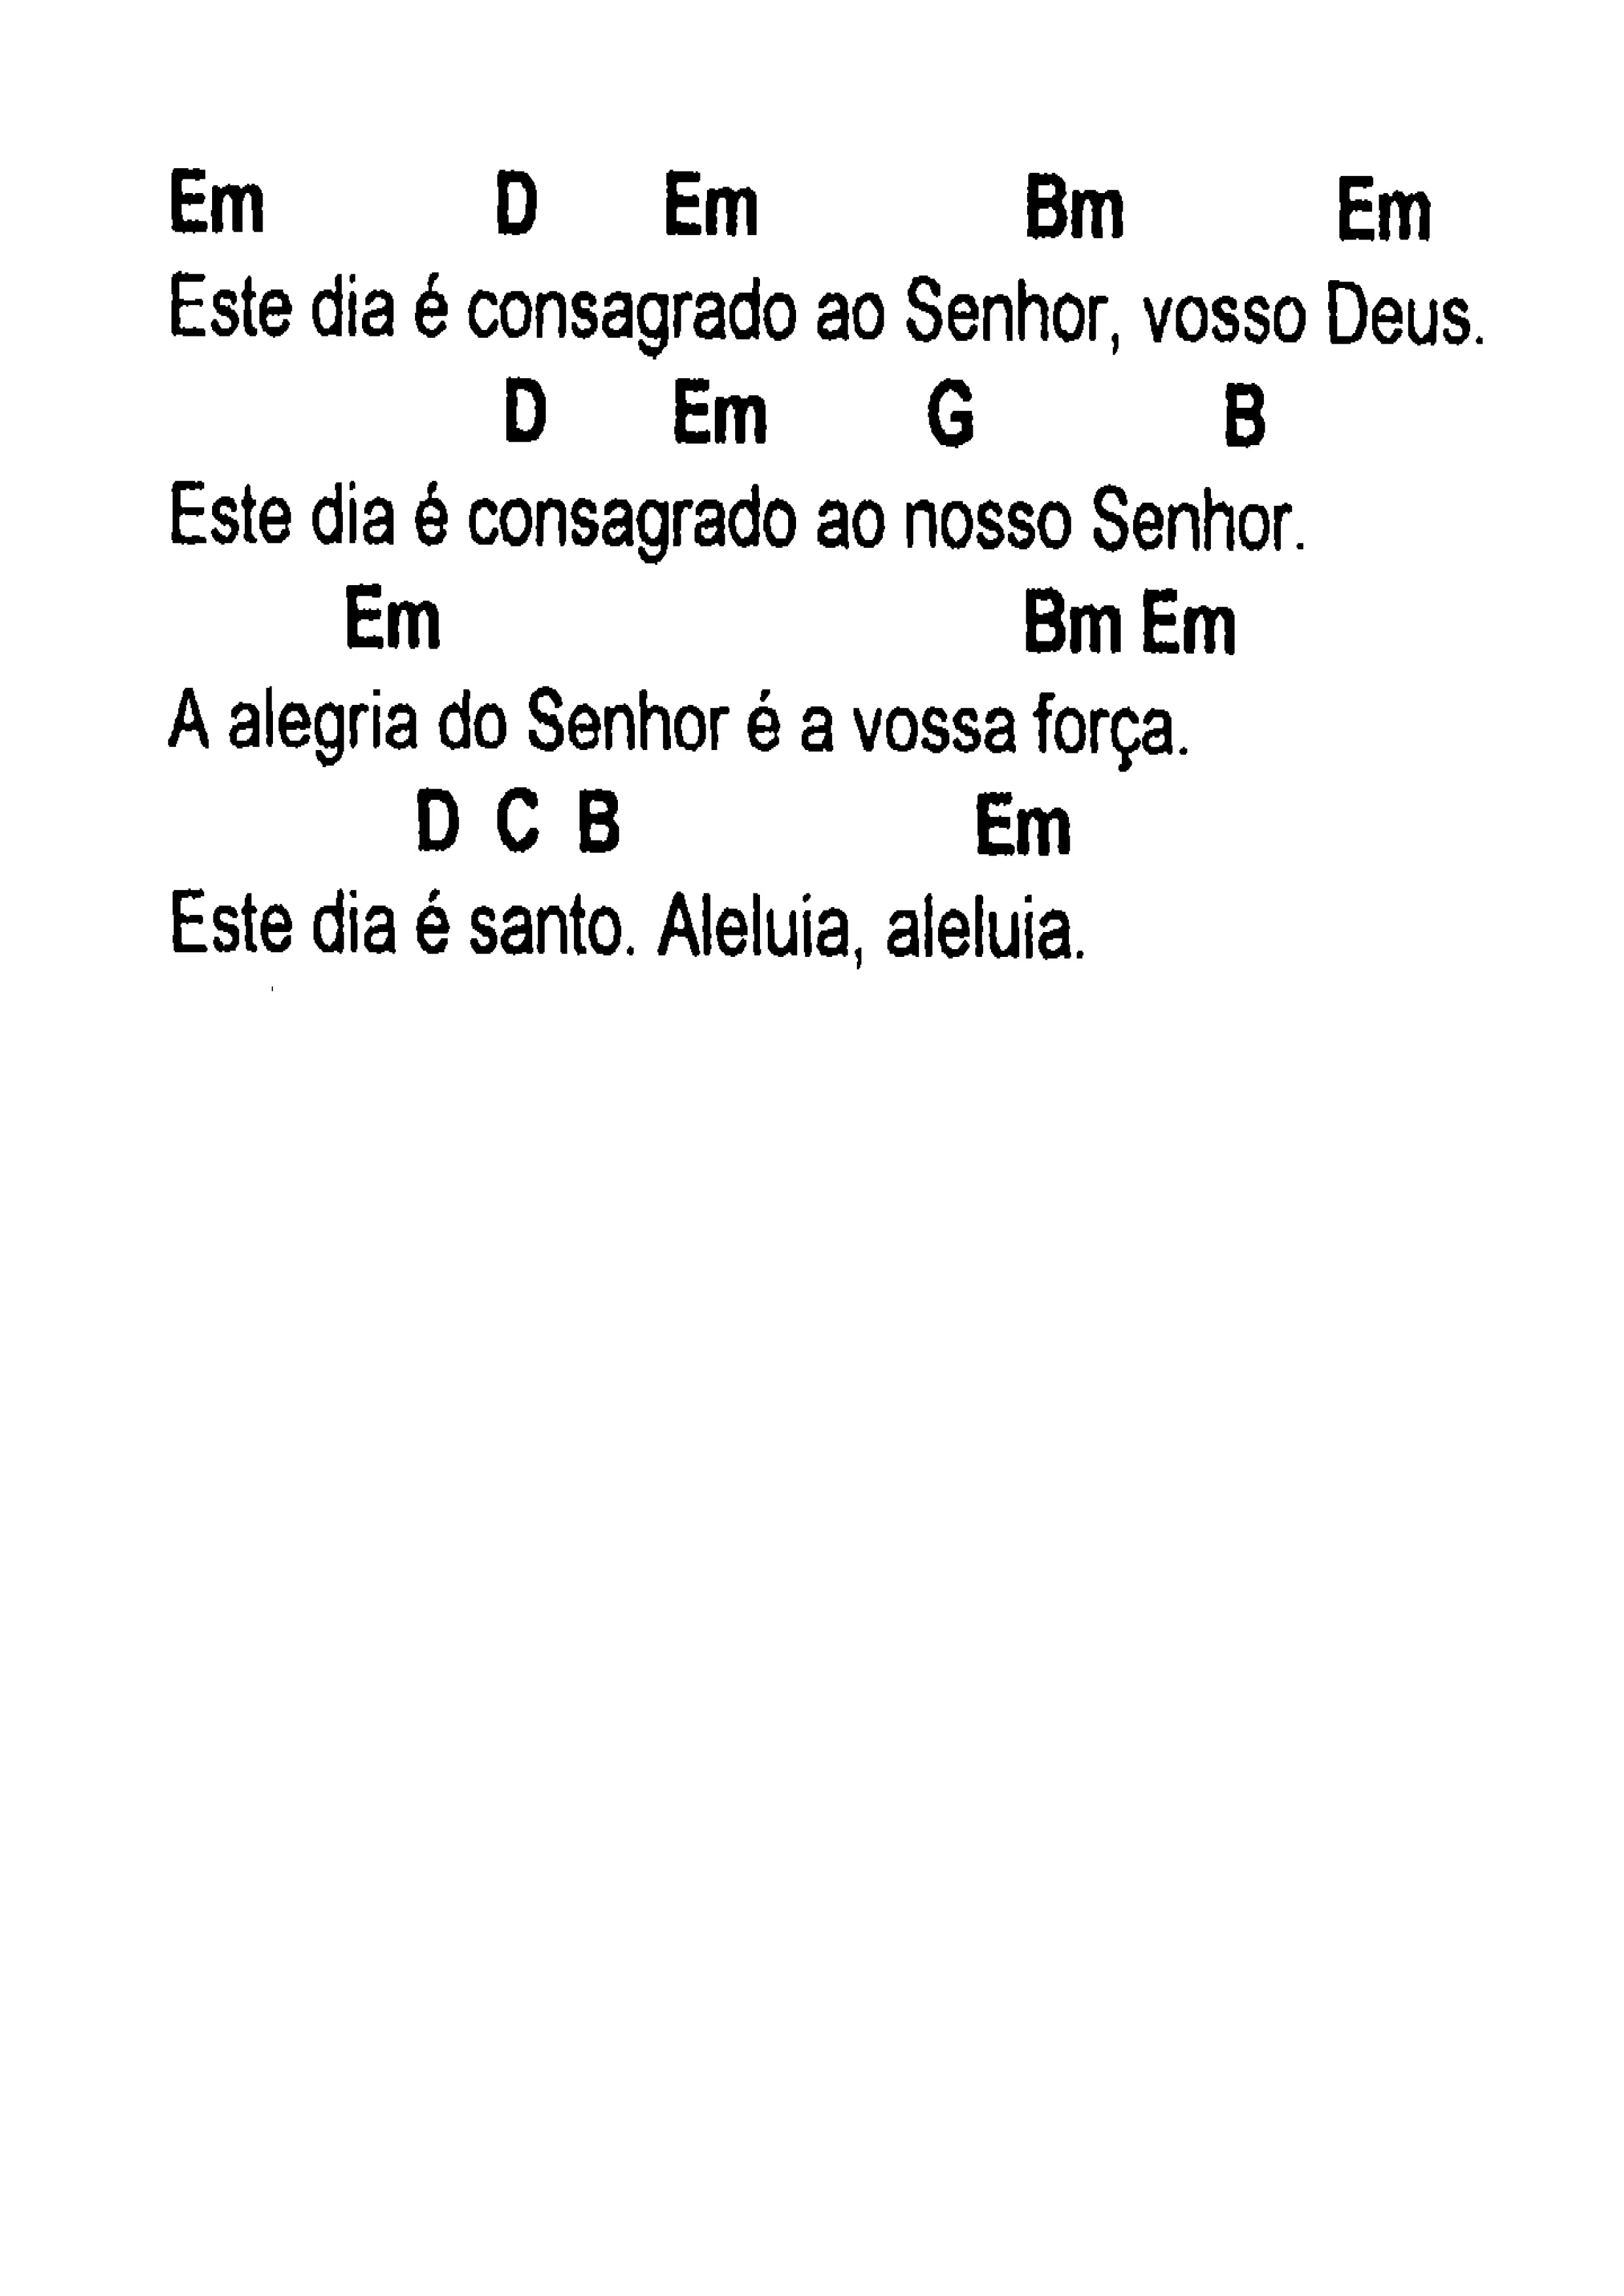 Em D Em Bm Em
Este dia é consagrado ao Senhor, vosso Deus.
D Em G B
Este dia é consagrado ao nosso Senhor.
Em Bm Em
A alegria do Senhor é a vossa força.
D C B Em
Este dia é santo. Aleluia, aleluia.